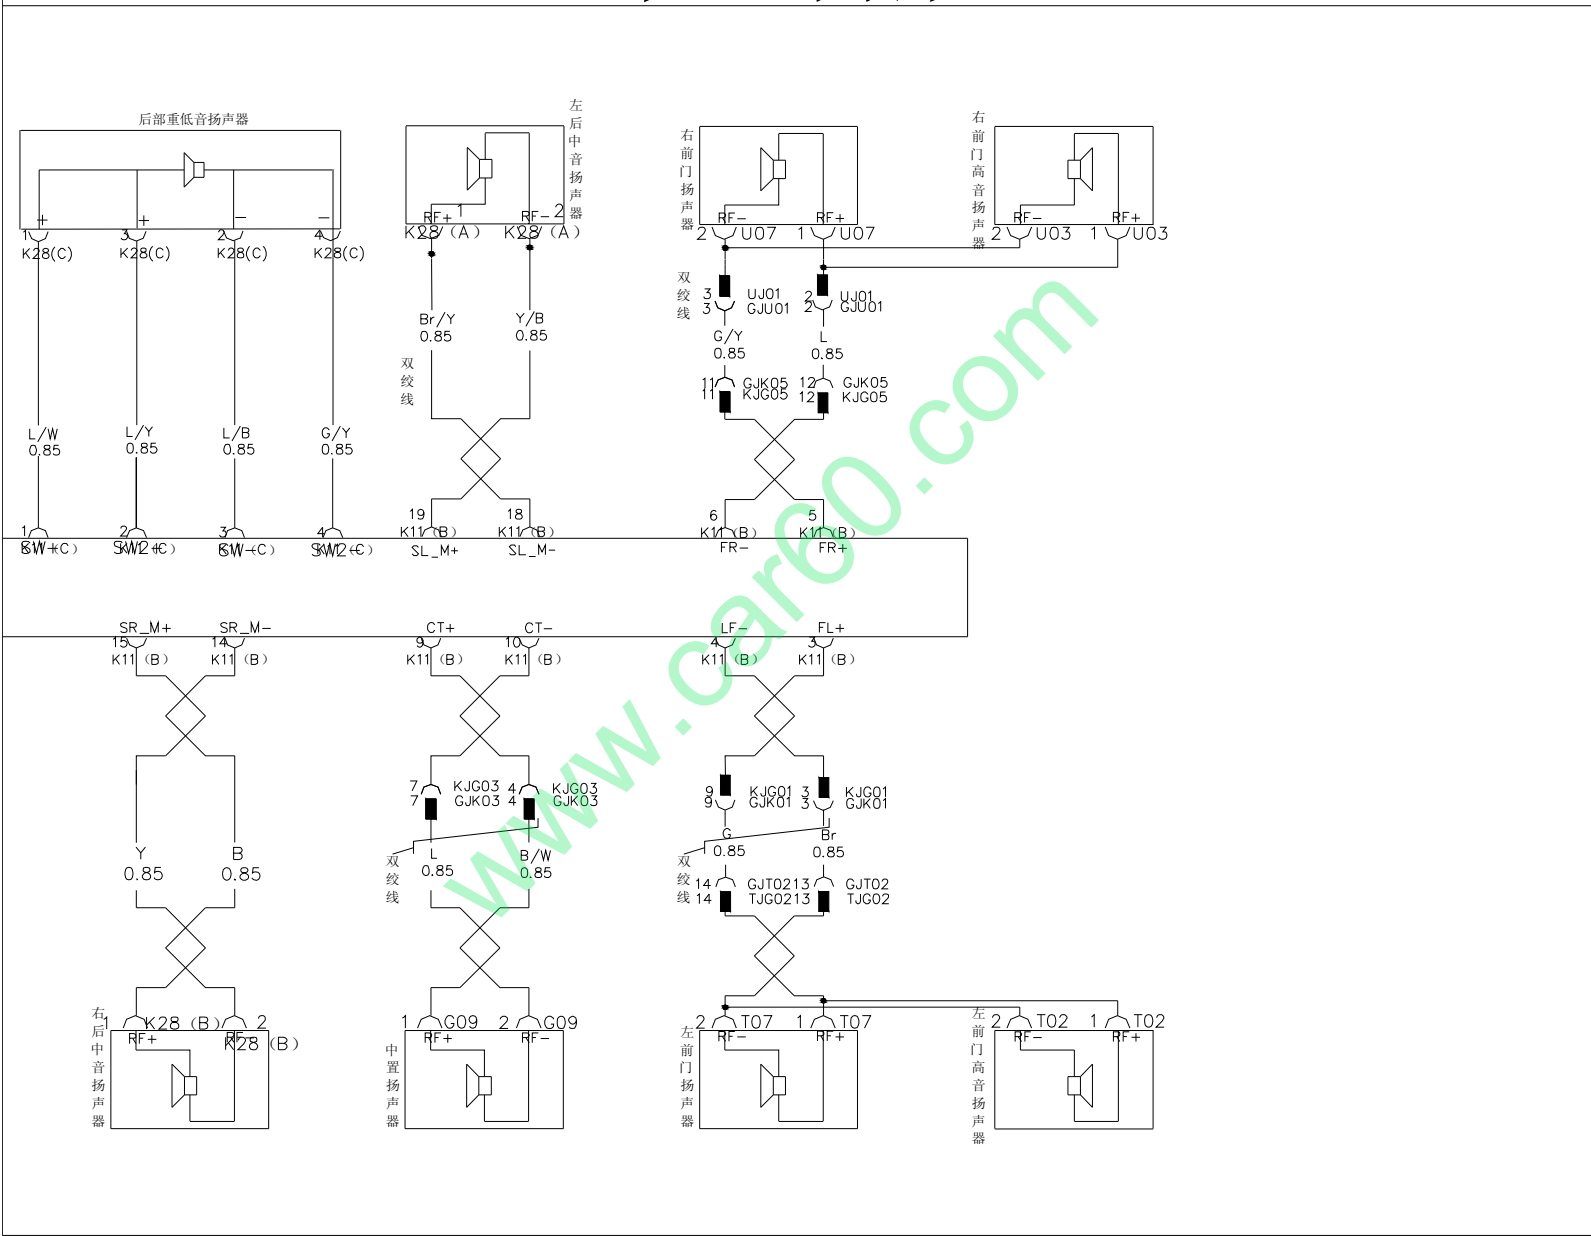 后部重低音扬声器
+ + − −
1 3 2 4
K28(C) K28(C) K28(C) K28(C)
L/W L/Y L/B G/Y
0.85 0.85 0.85 0.85
1 2 3 4
左后中音扬声器
RF+ 1 RF- 2
K28(A) K28(A)
Br/Y Y/B
0.85 0.85
双绞线
19 18
K11(B) K11(B)
SL_M+ SL_M-
右前门扬声器
RF- RF+
2 U07 1 U07
右前门高音扬声器
RF- RF+
2 U03 1 U03
双绞线
3 UJ01 2 UJ01
3 GJU01 2 GJU01
G/Y L
0.85 0.85
11 GJK05 12 GJK05
11 KJG05 12 KJG05
6 5
K11(B) K11(B)
FR- FR+
SR_M+ SR_M- CT+ CT- LF- FL+
15 14 9 10 4 3
K11(B) K11(B) K11(B) K11(B) K11(B) K11(B)
Y B
0.85 0.85
7 KJG03 4 KJG03
7 GJK03 4 GJK03
L B/W
0.85 0.85
双绞线
9 KJG01 3 KJG01
9 GJK01 3 GJK01
G Br
0.85 0.85
双绞线
14 GJT02 13 GJT02
14 TJG02 13 TJG02
右后中音扬声器
1 K28(B) 2
RF+ RF-
K28(B)
中置扬声器
1 G09 2 G09
RF+ RF-
左前门扬声器
2 T07 1 T07
RF- RF+
左前门高音扬声器
2 T02 1 T02
RF- RF+
www.car60.com